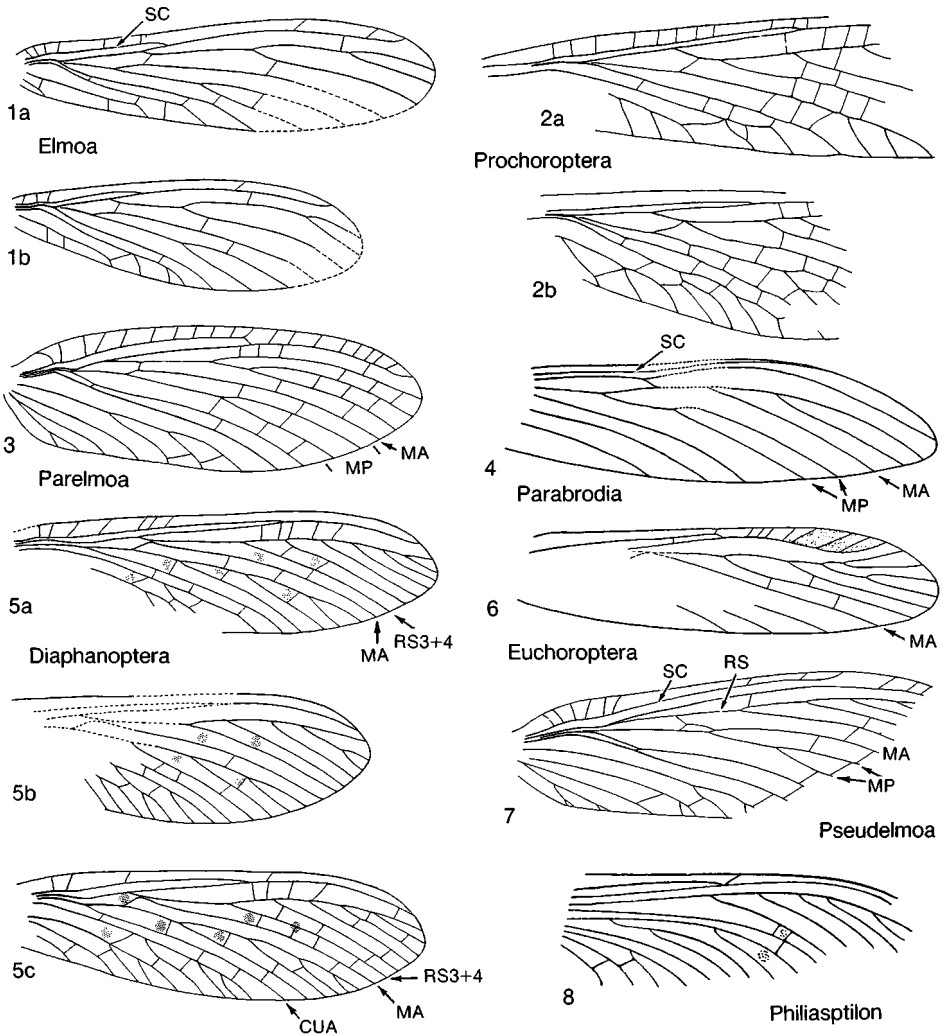 SC
1a
Elmoa
2a
Prochoroptera
1b
2b
3
MA
MP
Parelmoa
SC
4
Parabrodia
MA
MP
5a
RS3+4
MA
Diaphanoptera
6
MA
Euchoroptera
5b
SC
RS
MA
MP
7
Pseudelmoa
5c
RS3+4
MA
CUA
8
Philiasptilon